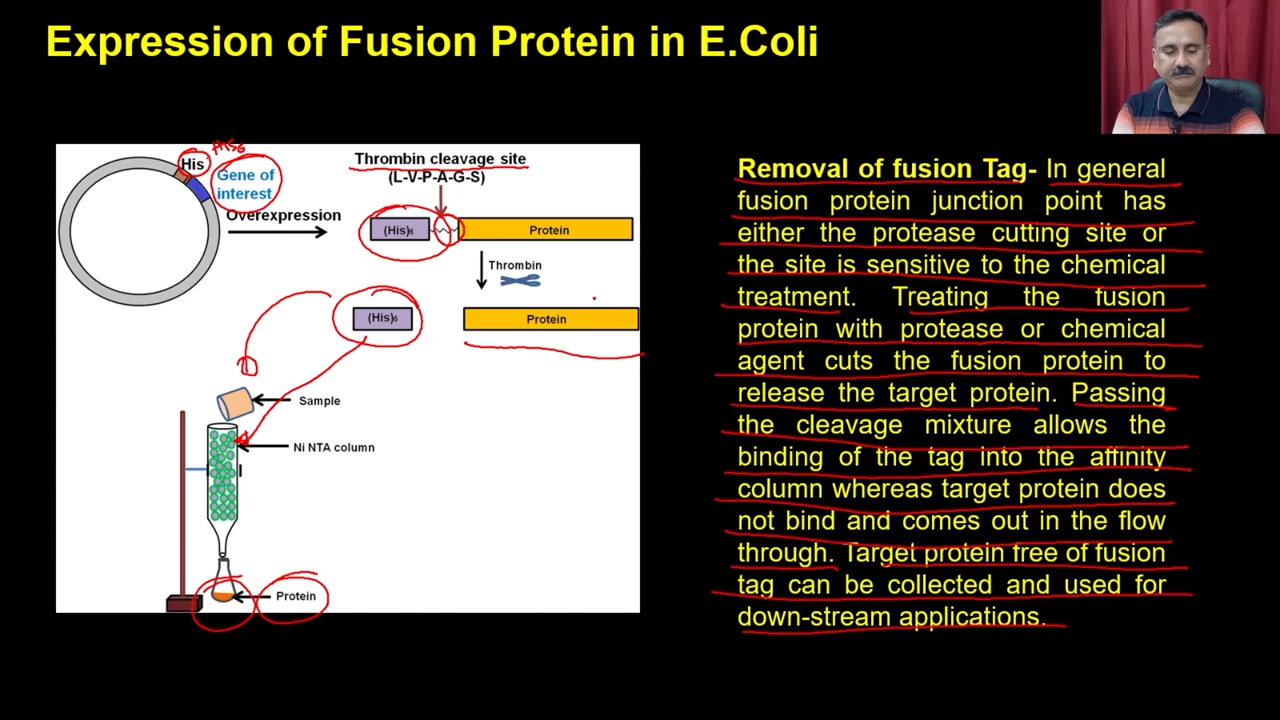 Expression of Fusion Protein in E.Coli
His
His6
Gene of
interest
Overexpression
Thrombin cleavage site
(L-V-P-A-G-S)
(His)₆
Protein
Thrombin
(His)₆
Protein
Sample
Ni NTA column
Protein
Removal of fusion Tag- In general
fusion protein junction point has
either the protease cutting site or
the site is sensitive to the chemical
treatment. Treating the fusion
protein with protease or chemical
agent cuts the fusion protein to
release the target protein. Passing
the cleavage mixture allows the
binding of the tag into the affinity
column whereas target protein does
not bind and comes out in the flow
through. Target protein free of fusion
tag can be collected and used for
down-stream applications.